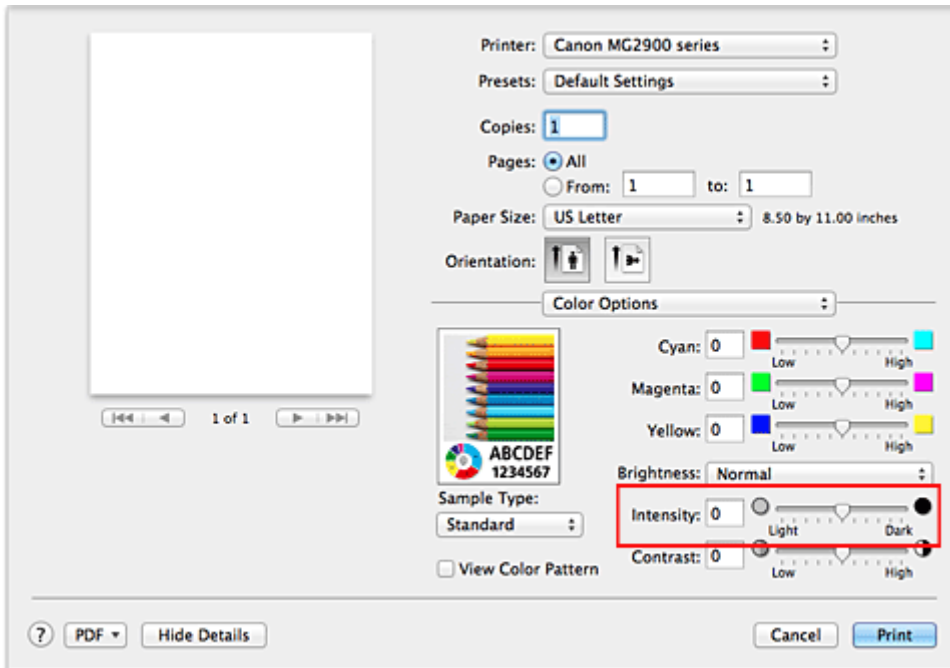 Printer: Canon MG2900 series
Presets: Default Settings
Copies: 1
Pages: All
From: 1 to: 1
Paper Size: US Letter 8.50 by 11.00 inches
Orientation:
Color Options
1 of 1
Cyan: 0
Low High
Magenta: 0
Low High
Yellow: 0
Low High
ABCDEF
1234567
Brightness: Normal
Sample Type:
Standard
Intensity: 0
Light Dark
View Color Pattern
Contrast: 0
Low High
? PDF Hide Details Cancel Print